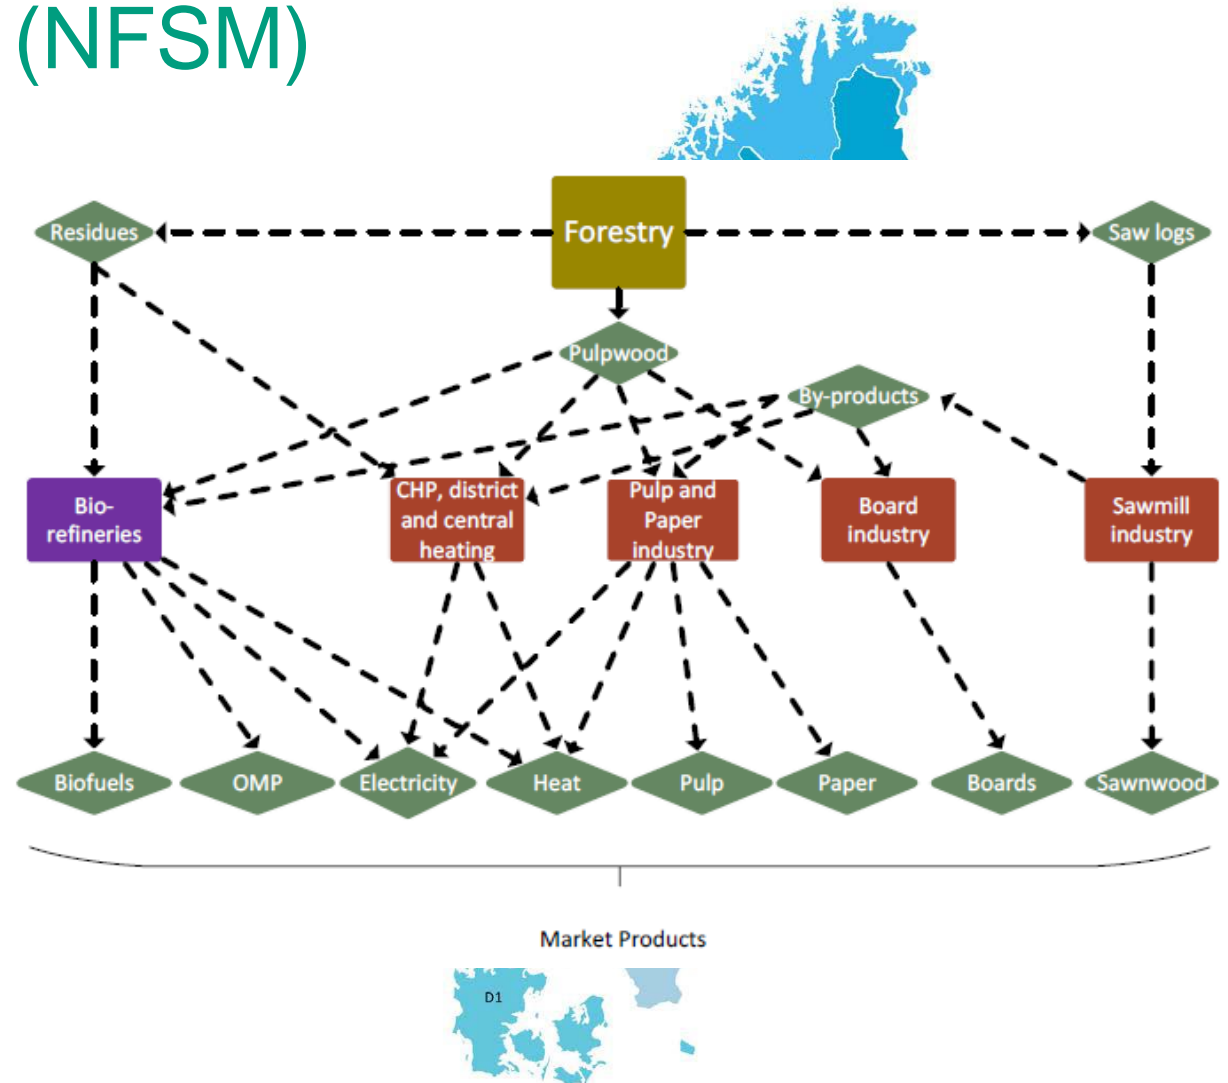 (NFSM)
Residues
Forestry
Saw logs
Pulpwood
By-products
Bio-
refineries
CHP, district
and central
heating
Pulp and
Paper
industry
Board
industry
Sawmill
industry
Biofuels
OMP
Electricity
Heat
Pulp
Paper
Boards
Sawnwood
Market Products
D1